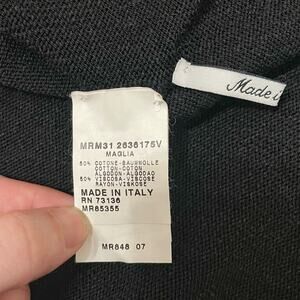 Made i
MRM31 2636175V
MAGLIA
50% COTONE-BAUMWOLLE
COTTON-COTON
ALGODON-ALGODAO
50% VISCOSA-VISCOSE
RAYON-VISKOSE
MADE IN ITALY
RN 73136
MR65355
MR848 07